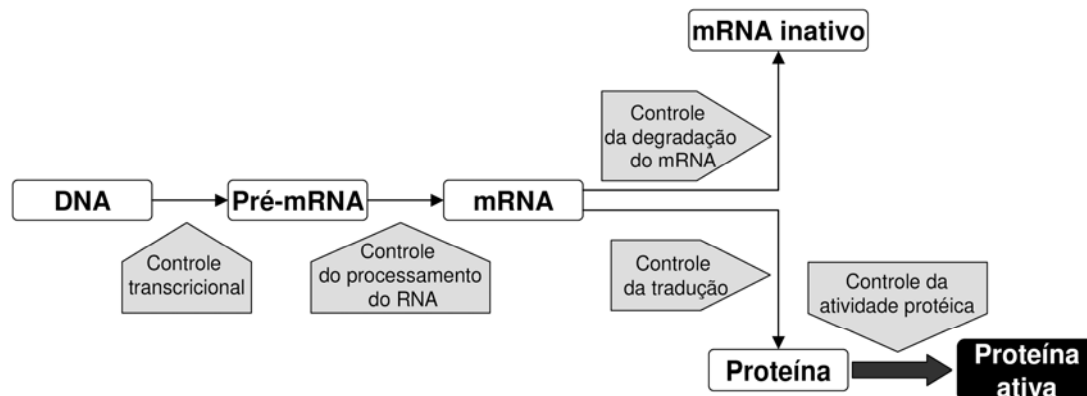 mRNA inativo
Controle
da degradação
do mRNA
DNA
Pré-mRNA
mRNA
Controle
transcricional
Controle
do processamento
do RNA
Controle
da tradução
Controle da
atividade protéica
Proteína
Proteína
ativa